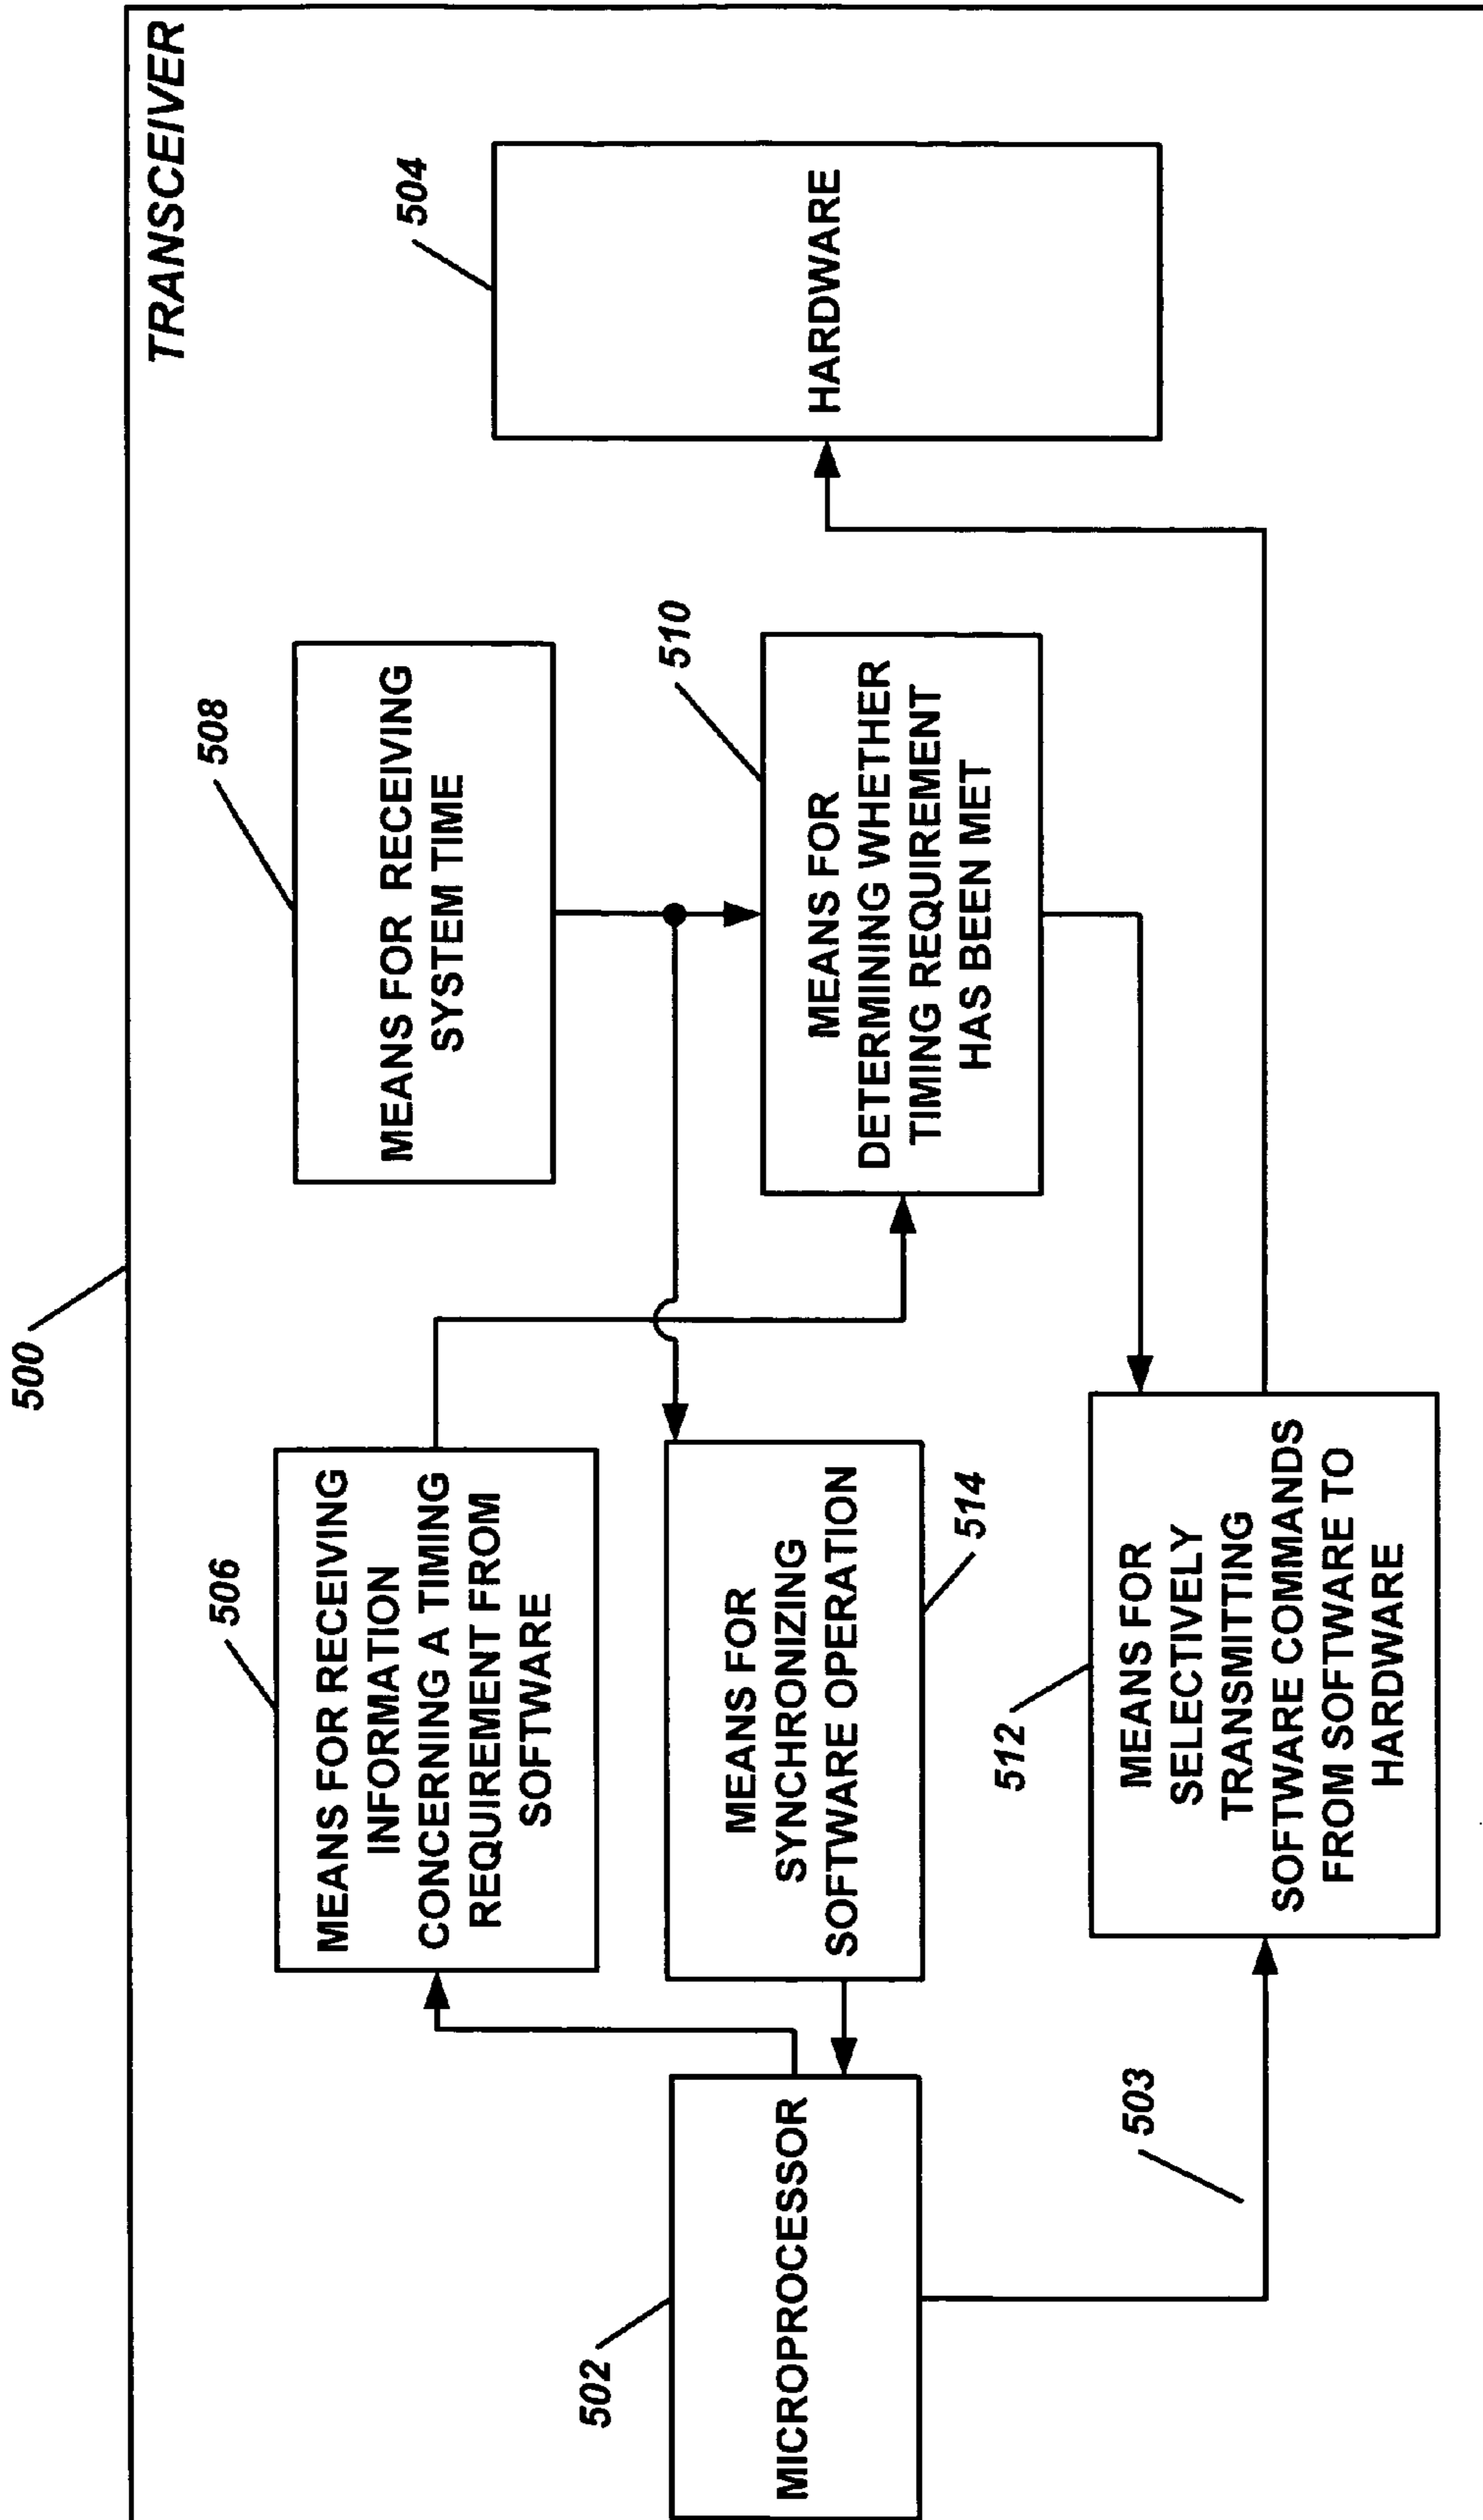 500
TRANSCEIVER
506
MEANS FOR RECEIVING
INFORMATION
CONCERNING A TIMING
REQUIREMENT FROM
SOFTWARE
508
MEANS FOR RECEIVING
SYSTEM TIME
504
HARDWARE
502
MICROPROCESSOR
MEANS FOR
SYNCHRONIZING
SOFTWARE OPERATION
514
510
MEANS FOR
DETERMINING WHETHER
TIMING REQUIREMENT
HAS BEEN MET
503
512
MEANS FOR
SELECTIVELY
TRANSMITTING
SOFTWARE COMMANDS
FROM SOFTWARE TO
HARDWARE